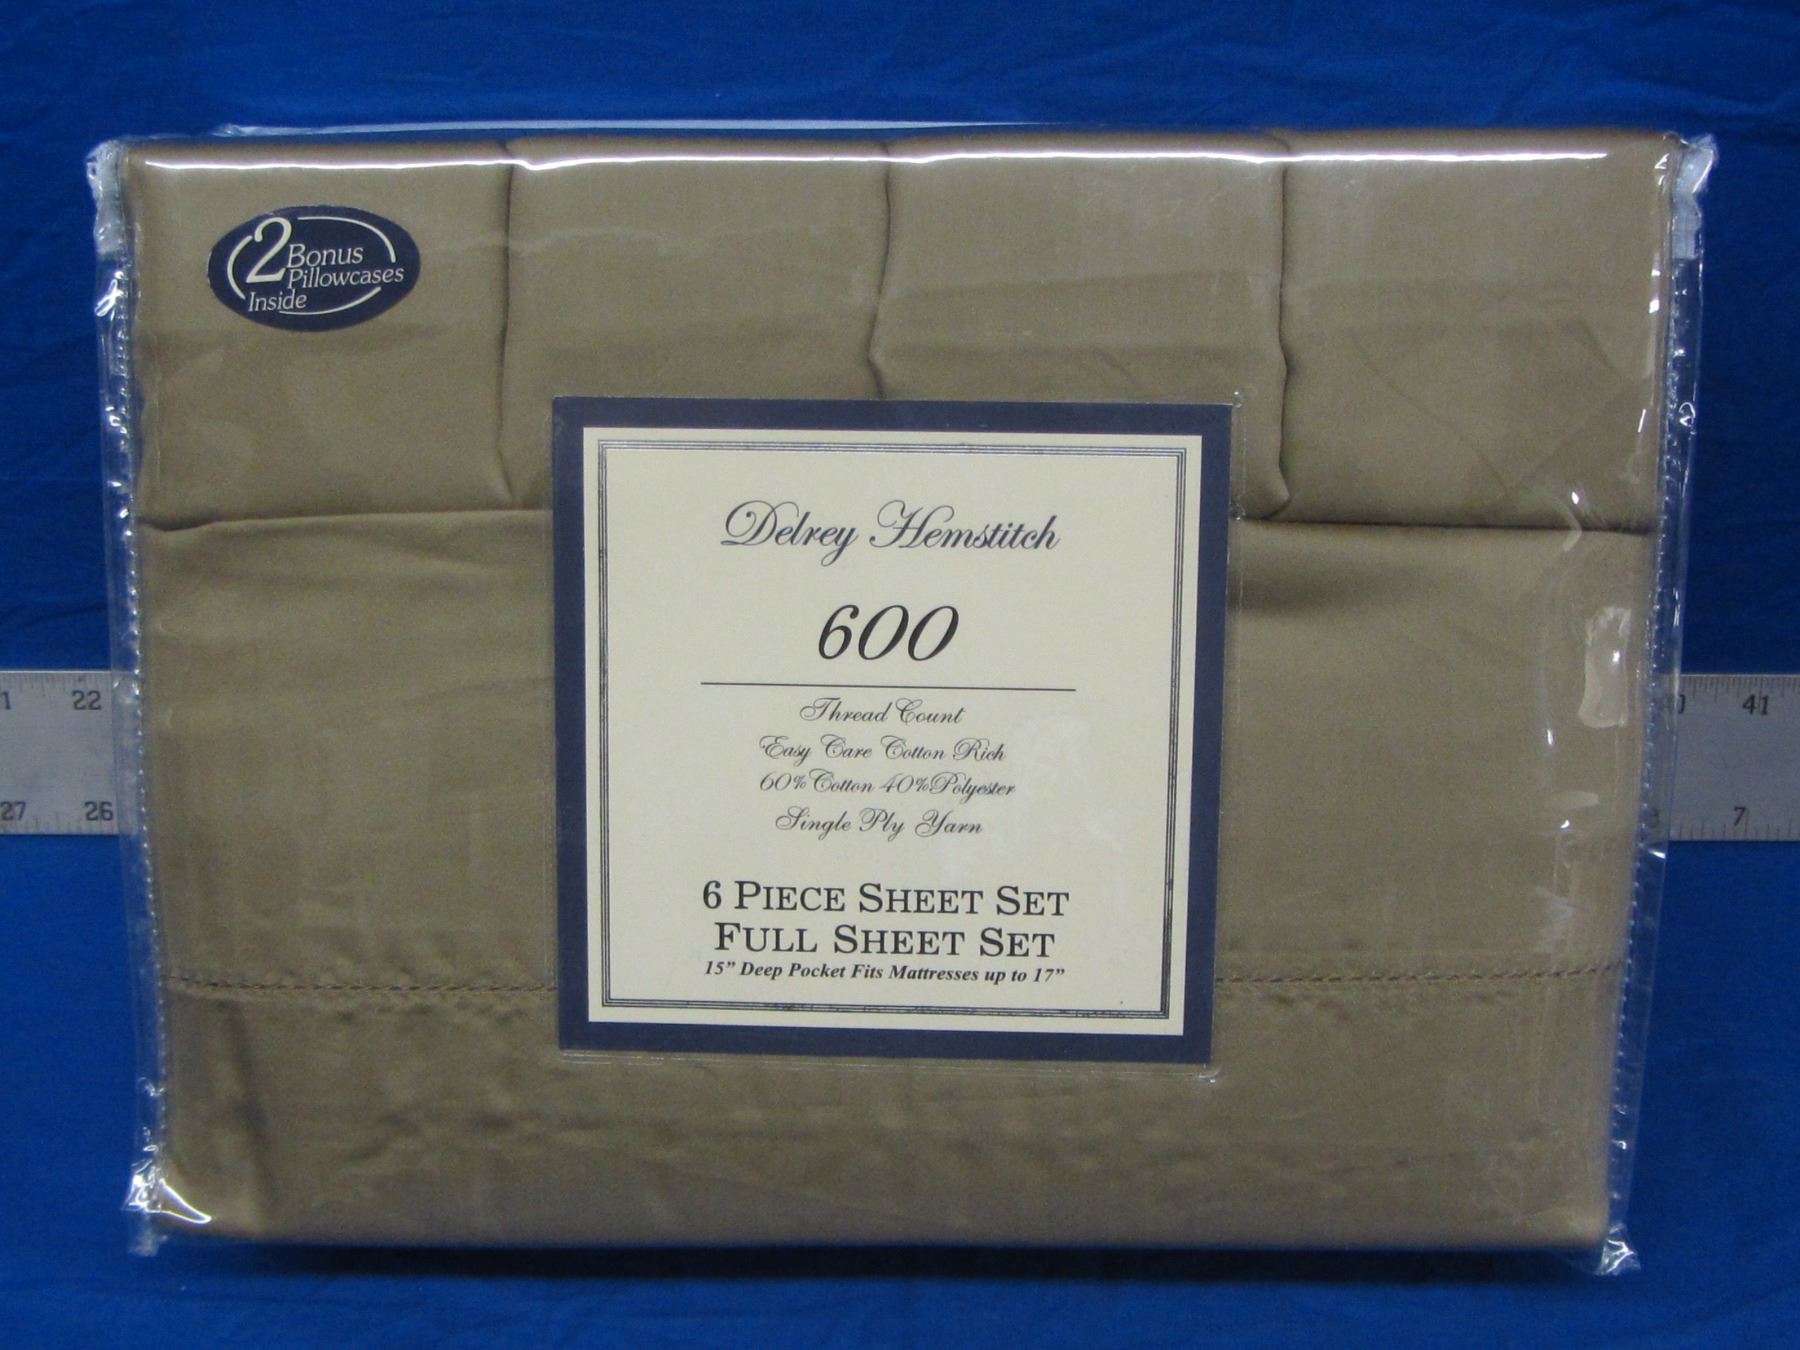 2 Bonus
Pillowcases
Inside
Delrey Hemstitch
600
Thread Count
Easy Care Cotton Rich
60% Cotton 40% Polyester
Single Ply Yarn
6 PIECE SHEET SET
FULL SHEET SET
15" Deep Pocket Fits Mattresses up to 17"
22
41
27 26
7